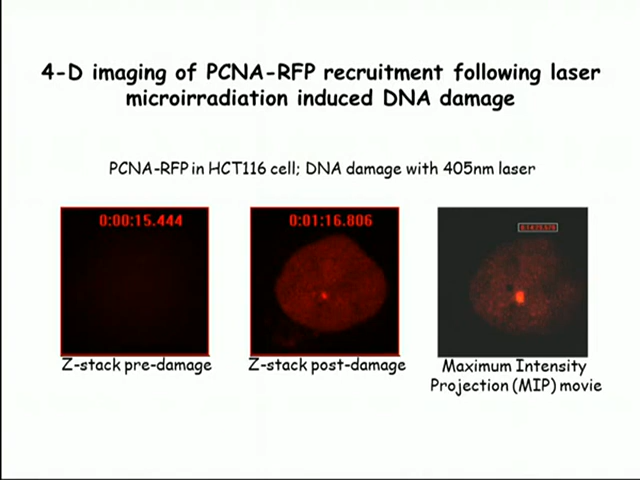 4-D imaging of PCNA-RFP recruitment following laser
microirradiation induced DNA damage
PCNA-RFP in HCT116 cell; DNA damage with 405nm laser
0:00:15.444
0:01:16.806
Z-stack pre-damage
Z-stack post-damage
Maximum Intensity
Projection (MIP) movie